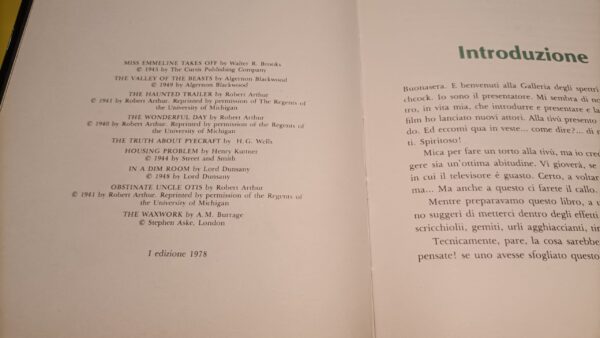 MISS EMMELINE TAKES OFF by Walter R. Brooks
© 1945 by The Curtis Publishing Company
THE VALLEY OF THE BEASTS by Algernon Blackwood
© 1949 by Algernon Blackwood
THE HAUNTED TRAILER by Robert Arthur
© 1941 by Robert Arthur. Reprinted by permission of The Regents of
the University of Michigan
THE WONDERFUL DAY by Robert Arthur
© 1940 by Robert Arthur. Reprinted by permission of the Regents of
the University of Michigan
THE TRUTH ABOUT PYECRAFT by H. G. Wells
HOUSING PROBLEM by Henry Kuttner
© 1944 by Street and Smith
IN A DIM ROOM by Lord Dunsany
© 1948 by Lord Dunsany
OBSTINATE UNCLE OTIS by Robert Arthur
© 1941 by Robert Arthur. Reprinted by permission of the Regents of
the University of Michigan
THE WAXWORK by A.M. Burrage
© Stephen Aske, London
I edizione 1978
Introduzione
Buonasera. E benvenuti alla Galleria degli spettri
chcock. Io sono il presentatore. Mi sembra di no
tro, in vita mia, che introdurre e presentare e la
film ho lanciato nuovi attori. Alla tivù presento
do. Ed eccomi qua in veste... come dire?... di
ti. Spiritoso!
Mica per fare un torto alla tivù, ma io cre
gere sia un'ottima abitudine. Vi gioverà, se
in cui il televisore è guasto. Certo, a voltar
ma... Ma anche a questo ci farete il callo.
Mentre preparavamo questo libro, a u
no suggerì di metterci dentro degli effetti
scricchiolii, gemiti, urli agghiaccianti, tin
Tecnicamente, pare, la cosa sarebbe
pensate! se uno avesse sfogliato questo